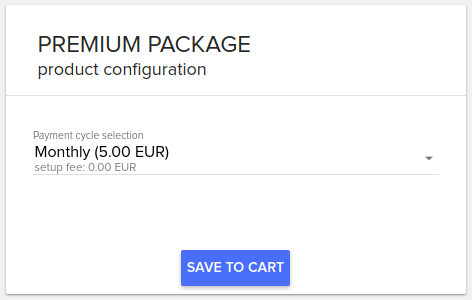 PREMIUM PACKAGE
product configuration
Payment cycle selection
Monthly (5.00 EUR)
setup fee: 0.00 EUR
SAVE TO CART